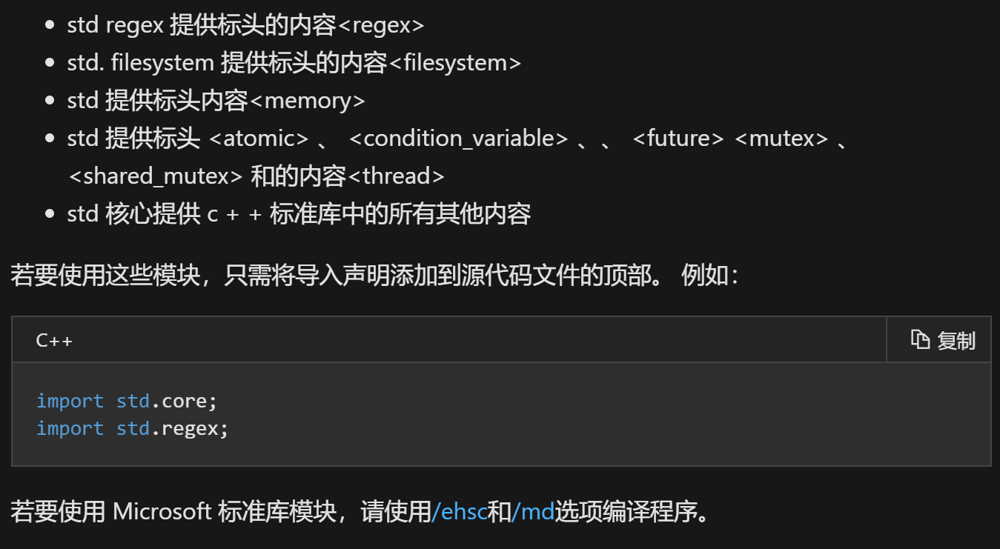 std regex 提供标头的内容<regex>
std. filesystem 提供标头的内容<filesystem>
std 提供标头内容<memory>
std 提供标头 <atomic> 、 <condition_variable> 、、 <future> <mutex> 、
<shared_mutex> 和的内容<thread>
std 核心提供 c + + 标准库中的所有其他内容
若要使用这些模块，只需将导入声明添加到源代码文件的顶部。 例如：
C++ 复制
import std.core;
import std.regex;
若要使用 Microsoft 标准库模块，请使用/ehsc和/md选项编译程序。